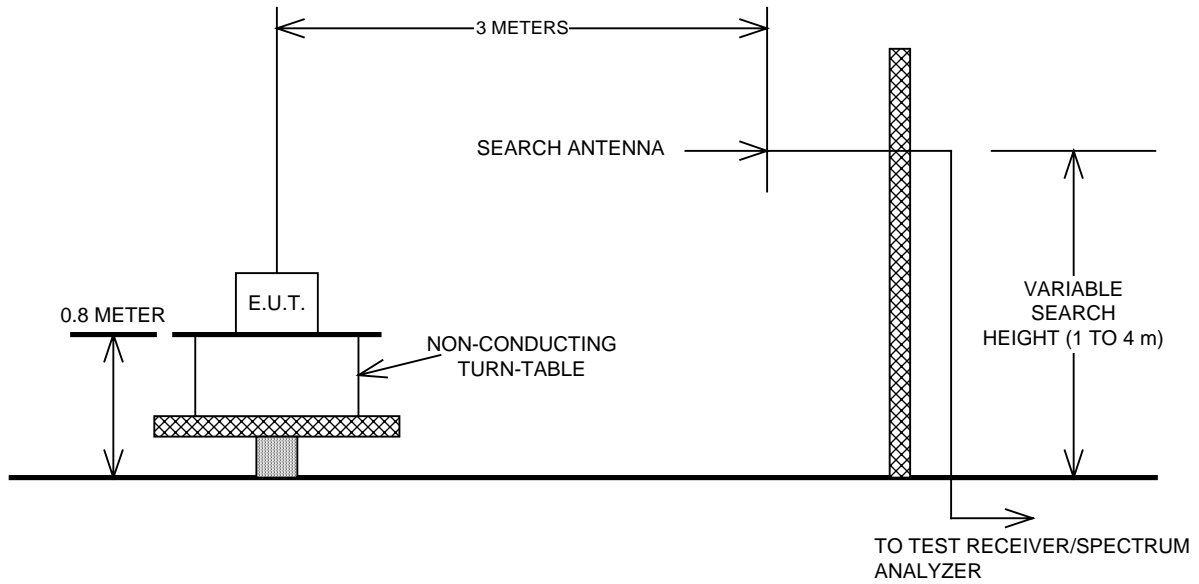 3 METERS
SEARCH ANTENNA
E.U.T.
0.8 METER
NON-CONDUCTING
TURN-TABLE
VARIABLE
SEARCH
HEIGHT (1 TO 4 m)
TO TEST RECEIVER/SPECTRUM
ANALYZER